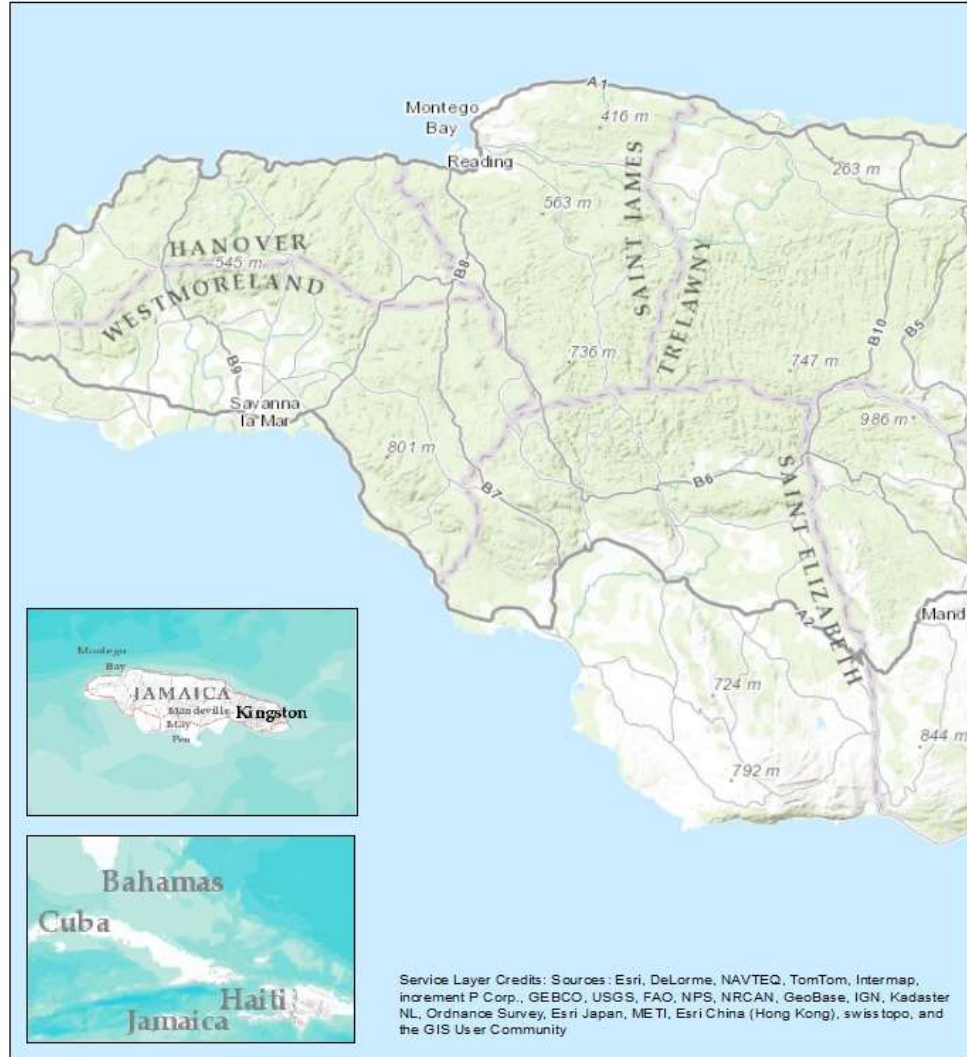 A1
Montego
Bay
416 m
Reading
263 m
SAINT JAMES
563 m
HANOVER
545 m
WESTMORELAND
B8
TRELAWNY
B10
B5
736 m
747 m
B9
Savanna
la Mar
986 m
801 m
B7
B6
SAINT ELIZABETH
A2
Mand
724 m
844 m
792 m
Montego
Bay
JAMAICA
Mandeville
Kingston
May
Pen
Bahamas
Cuba
Haiti
Jamaica
Service Layer Credits: Sources: Esri, DeLorme, NAVTEQ, TomTom, Intermap,
increment P Corp., GEBCO, USGS, FAO, NPS, NRCAN, GeoBase, IGN, Kadaster
NL, Ordnance Survey, Esri Japan, METI, Esri China (Hong Kong), swisstopo, and
the GIS User Community